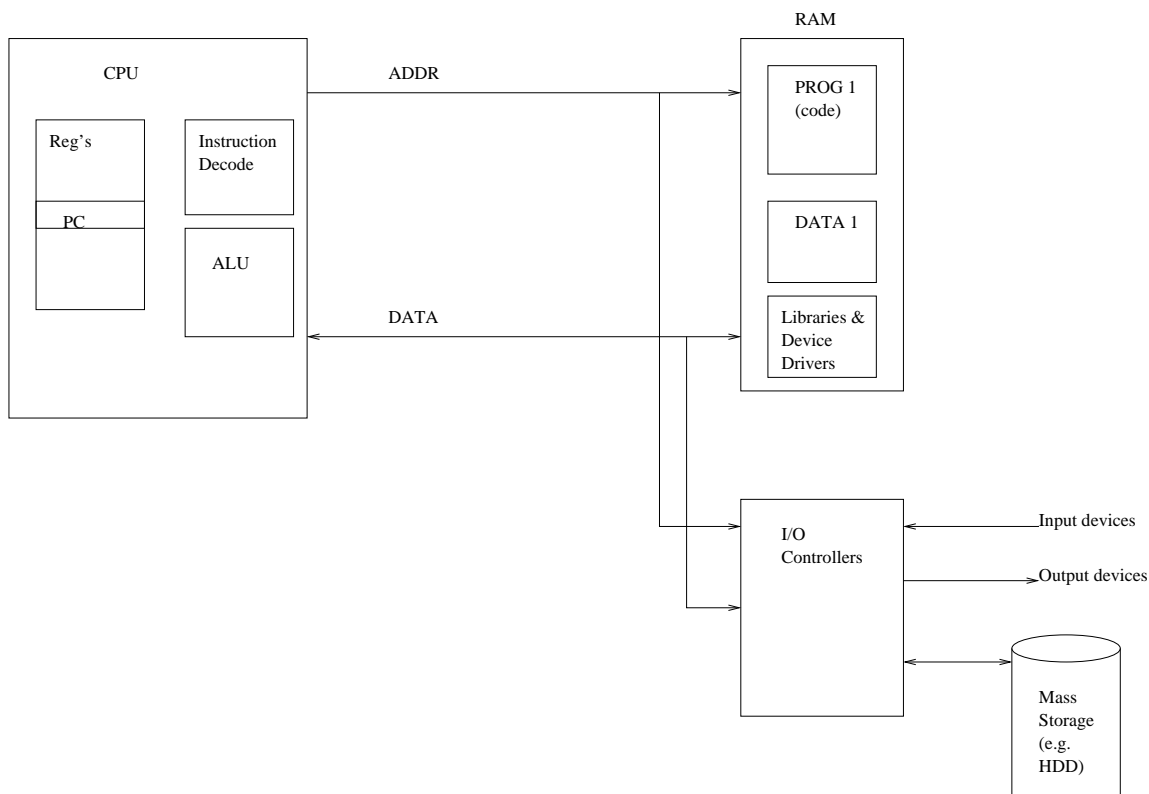 RAM
CPU
ADDR
PROG 1
(code)
Reg's
Instruction
Decode
PC
DATA 1
ALU
DATA
Libraries &
Device
Drivers
I/O
Controllers
Input devices
Output devices
Mass
Storage
(e.g.
HDD)